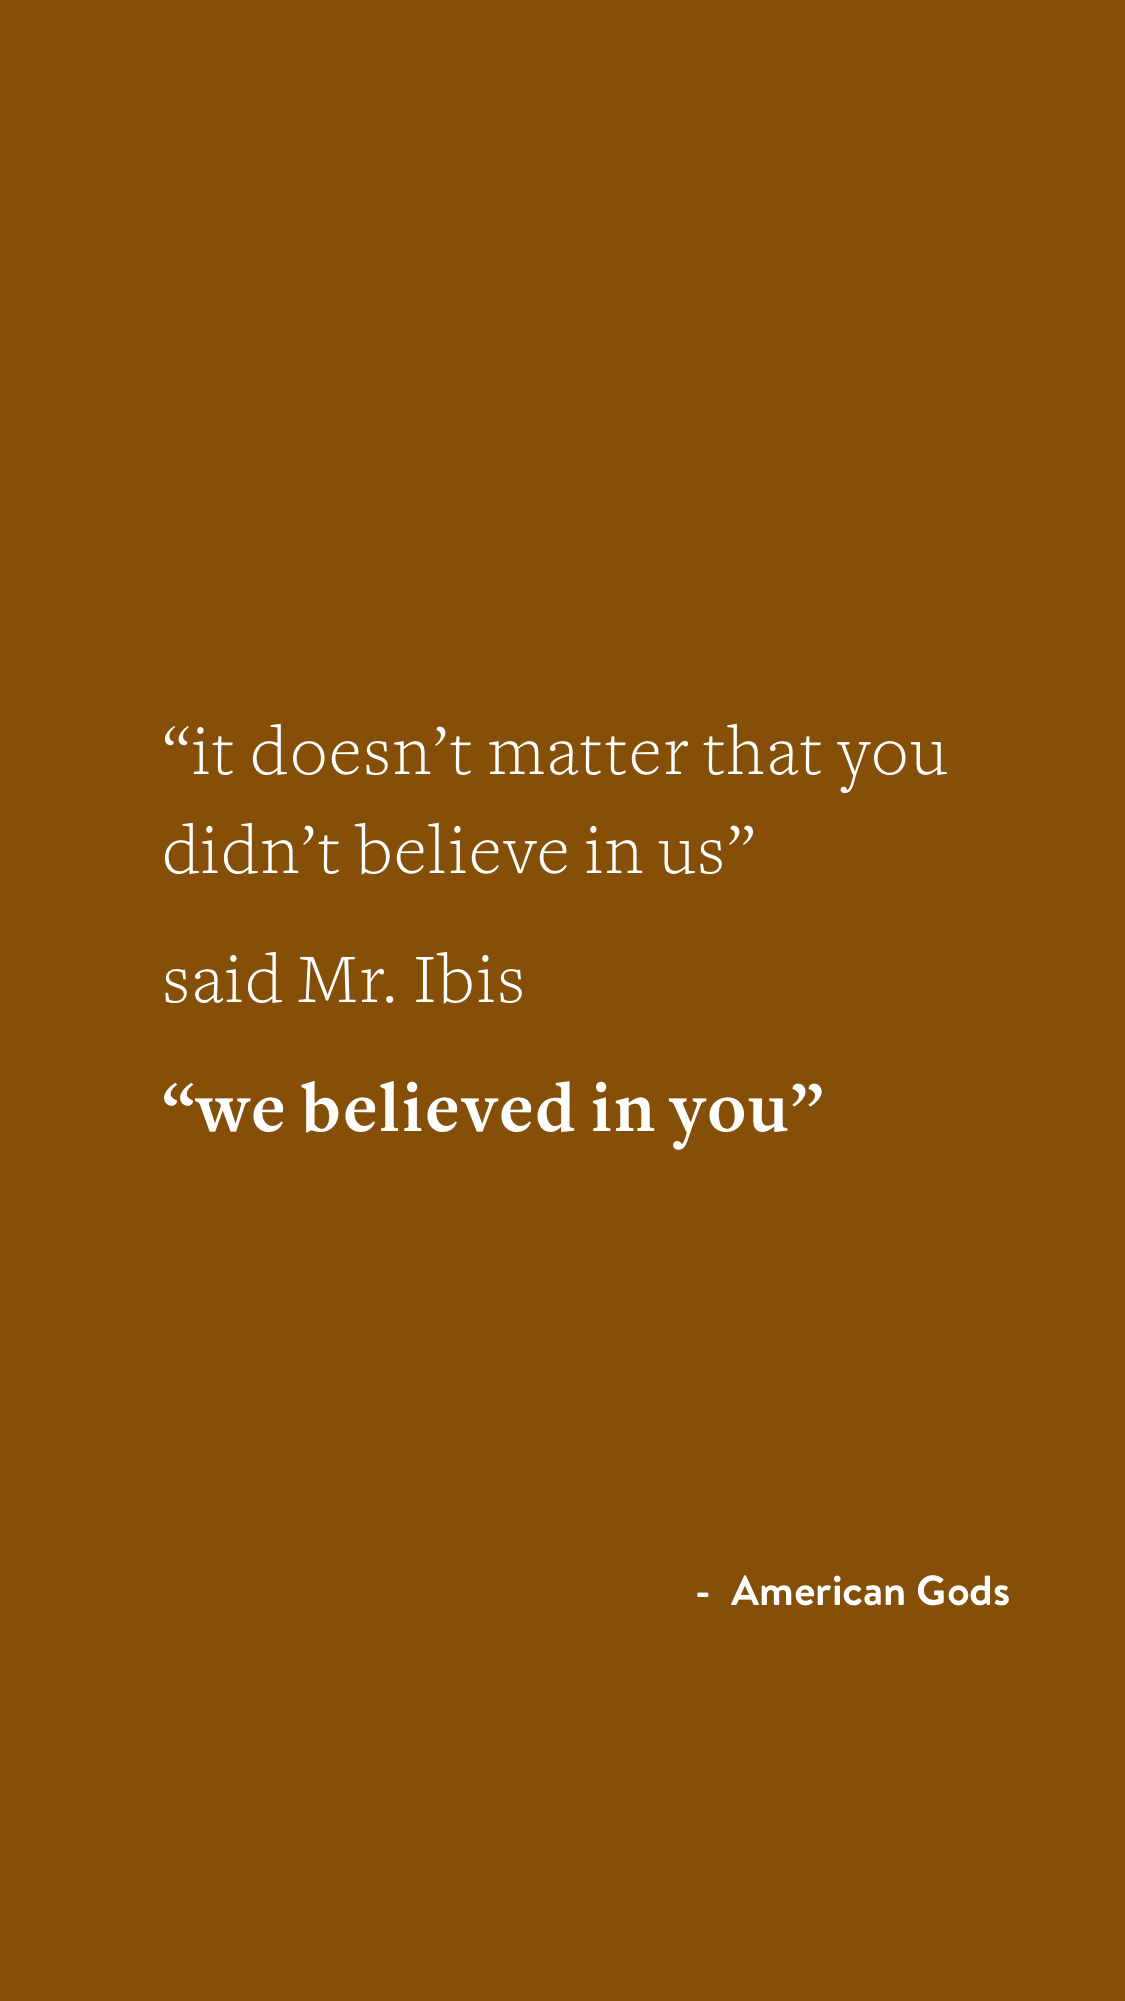 “it doesn’t matter that you
didn’t believe in us”
said Mr. Ibis
“we believed in you”
- American Gods